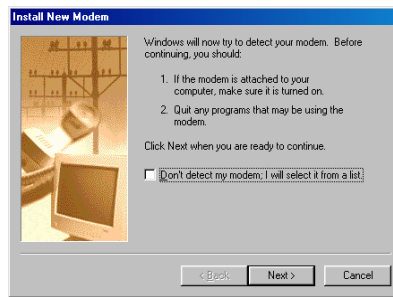 Install New Modem
Windows will now try to detect your modem. Before
continuing, you should:
1. If the modem is attached to your
computer, make sure it is turned on.
2. Quit any programs that may be using the
modem.
Click Next when you are ready to continue.
Don't detect my modem; I will select it from a list.
< Back Next > Cancel